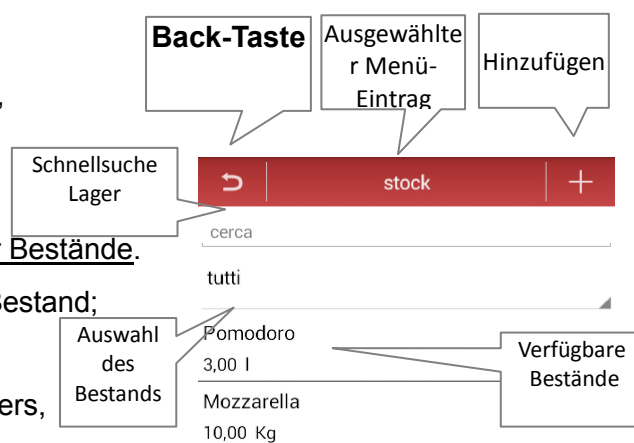 Back-Taste
Ausgewählte
r Menü-
Eintrag
Hinzufügen
,
Schnellsuche
Lager
stock
cerca
Bestände.
tutti
Bestand;
Auswahl
des
Bestands
Pomodoro
3,00 l
Verfügbare
Bestände
ers,
Mozzarella
10,00 Kg